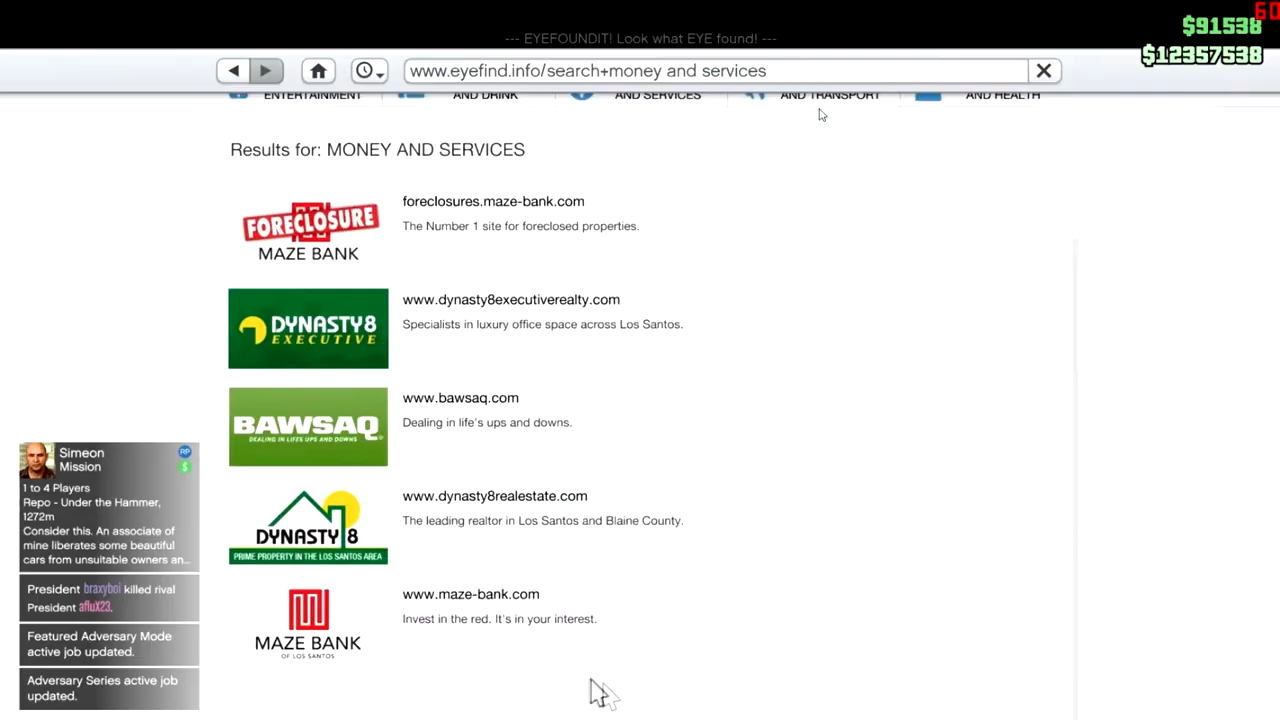 60
$91538
$12357538
--- EYEFOUNDIT! Look what EYE found! ---
www.eyefind.info/search+money and services
ENTERTAINMENT
AND DRINK
AND SERVICES
AND TRANSPORT
AND HEALTH
Results for: MONEY AND SERVICES
FORECLOSURE
MAZE BANK
foreclosures.maze-bank.com
The Number 1 site for foreclosed properties.
DYNASTY8
EXECUTIVE
www.dynasty8executiverealty.com
Specialists in luxury office space across Los Santos.
BAWSAQ
DEALING IN LIFE'S UPS AND DOWNS
www.bawsaq.com
Dealing in life's ups and downs.
DYNASTY 8
PRIME PROPERTY IN THE LOS SANTOS AREA
www.dynasty8realestate.com
The leading realtor in Los Santos and Blaine County.
MAZE BANK
OF LOS SANTOS
www.maze-bank.com
Invest in the red. It's in your interest.
Simeon
Mission
RP
$
1 to 4 Players
Repo - Under the Hammer,
1272m
Consider this. An associate of
mine liberates some beautiful
cars from unsuitable owners an...
President braxyboi killed rival
President afluX23.
Featured Adversary Mode
active job updated.
Adversary Series active job
updated.